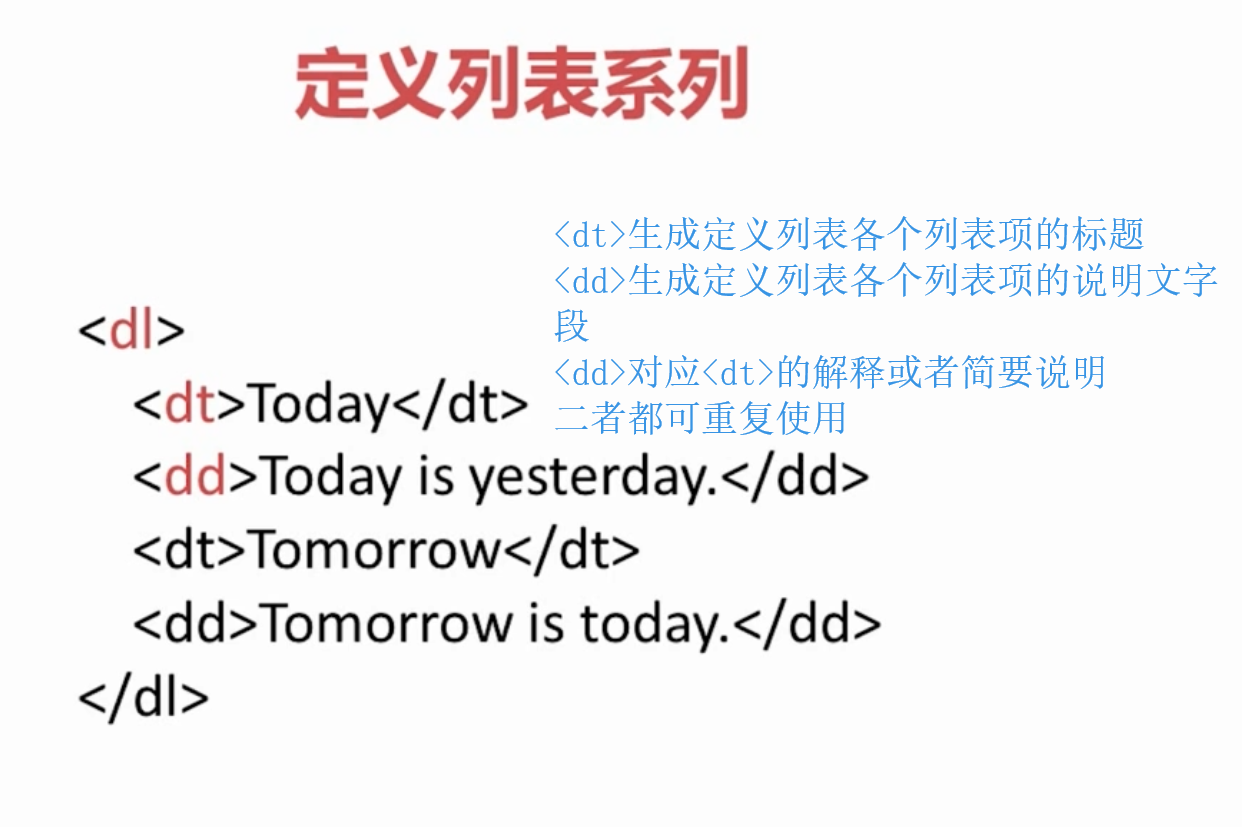 定义列表系列
<dt>生成定义列表各个列表项的标题
<dd>生成定义列表各个列表项的说明文字
段
<dd>对应<dt>的解释或者简要说明
二者都可重复使用
<dl>
<dt>Today</dt>
<dd>Today is yesterday.</dd>
<dt>Tomorrow</dt>
<dd>Tomorrow is today.</dd>
</dl>